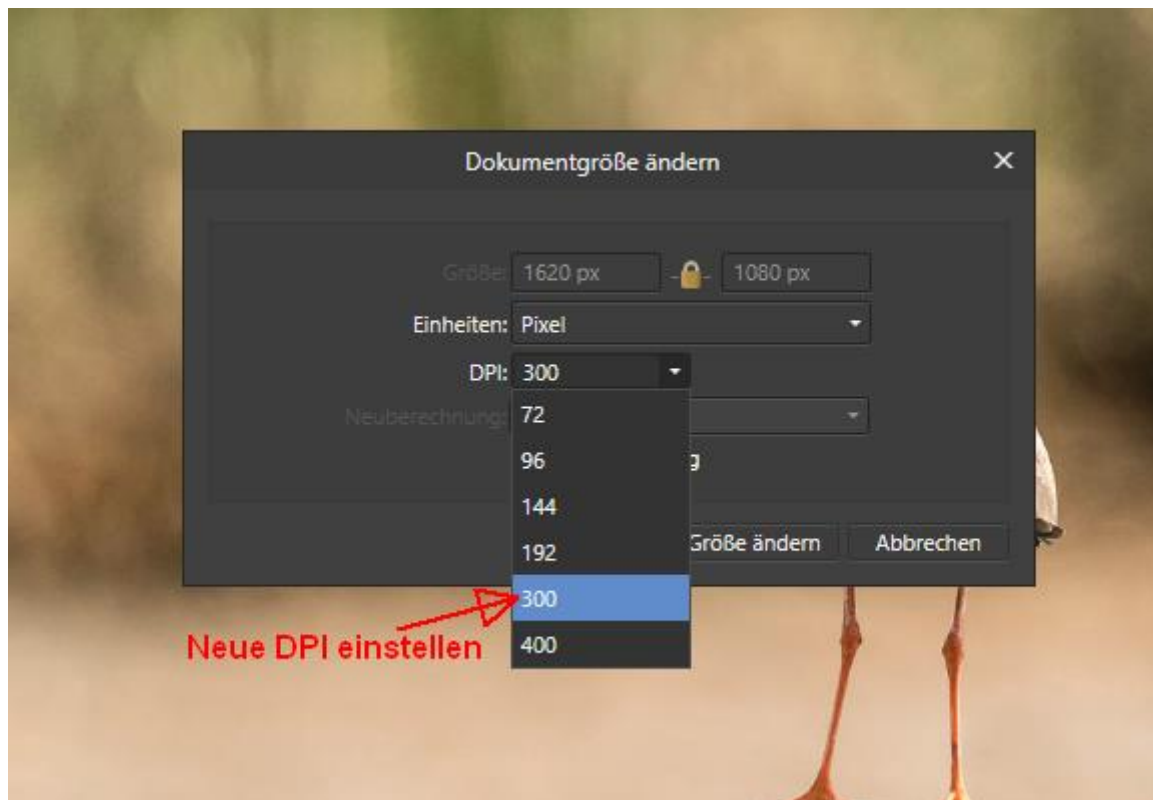 Dokumentgröße ändern
Größe: 1620 px 1080 px
Einheiten: Pixel
DPI: 300
Neuberechnung:
72
96
g
144
192
Größe ändern Abbrechen
300
Neue DPI einstellen
400